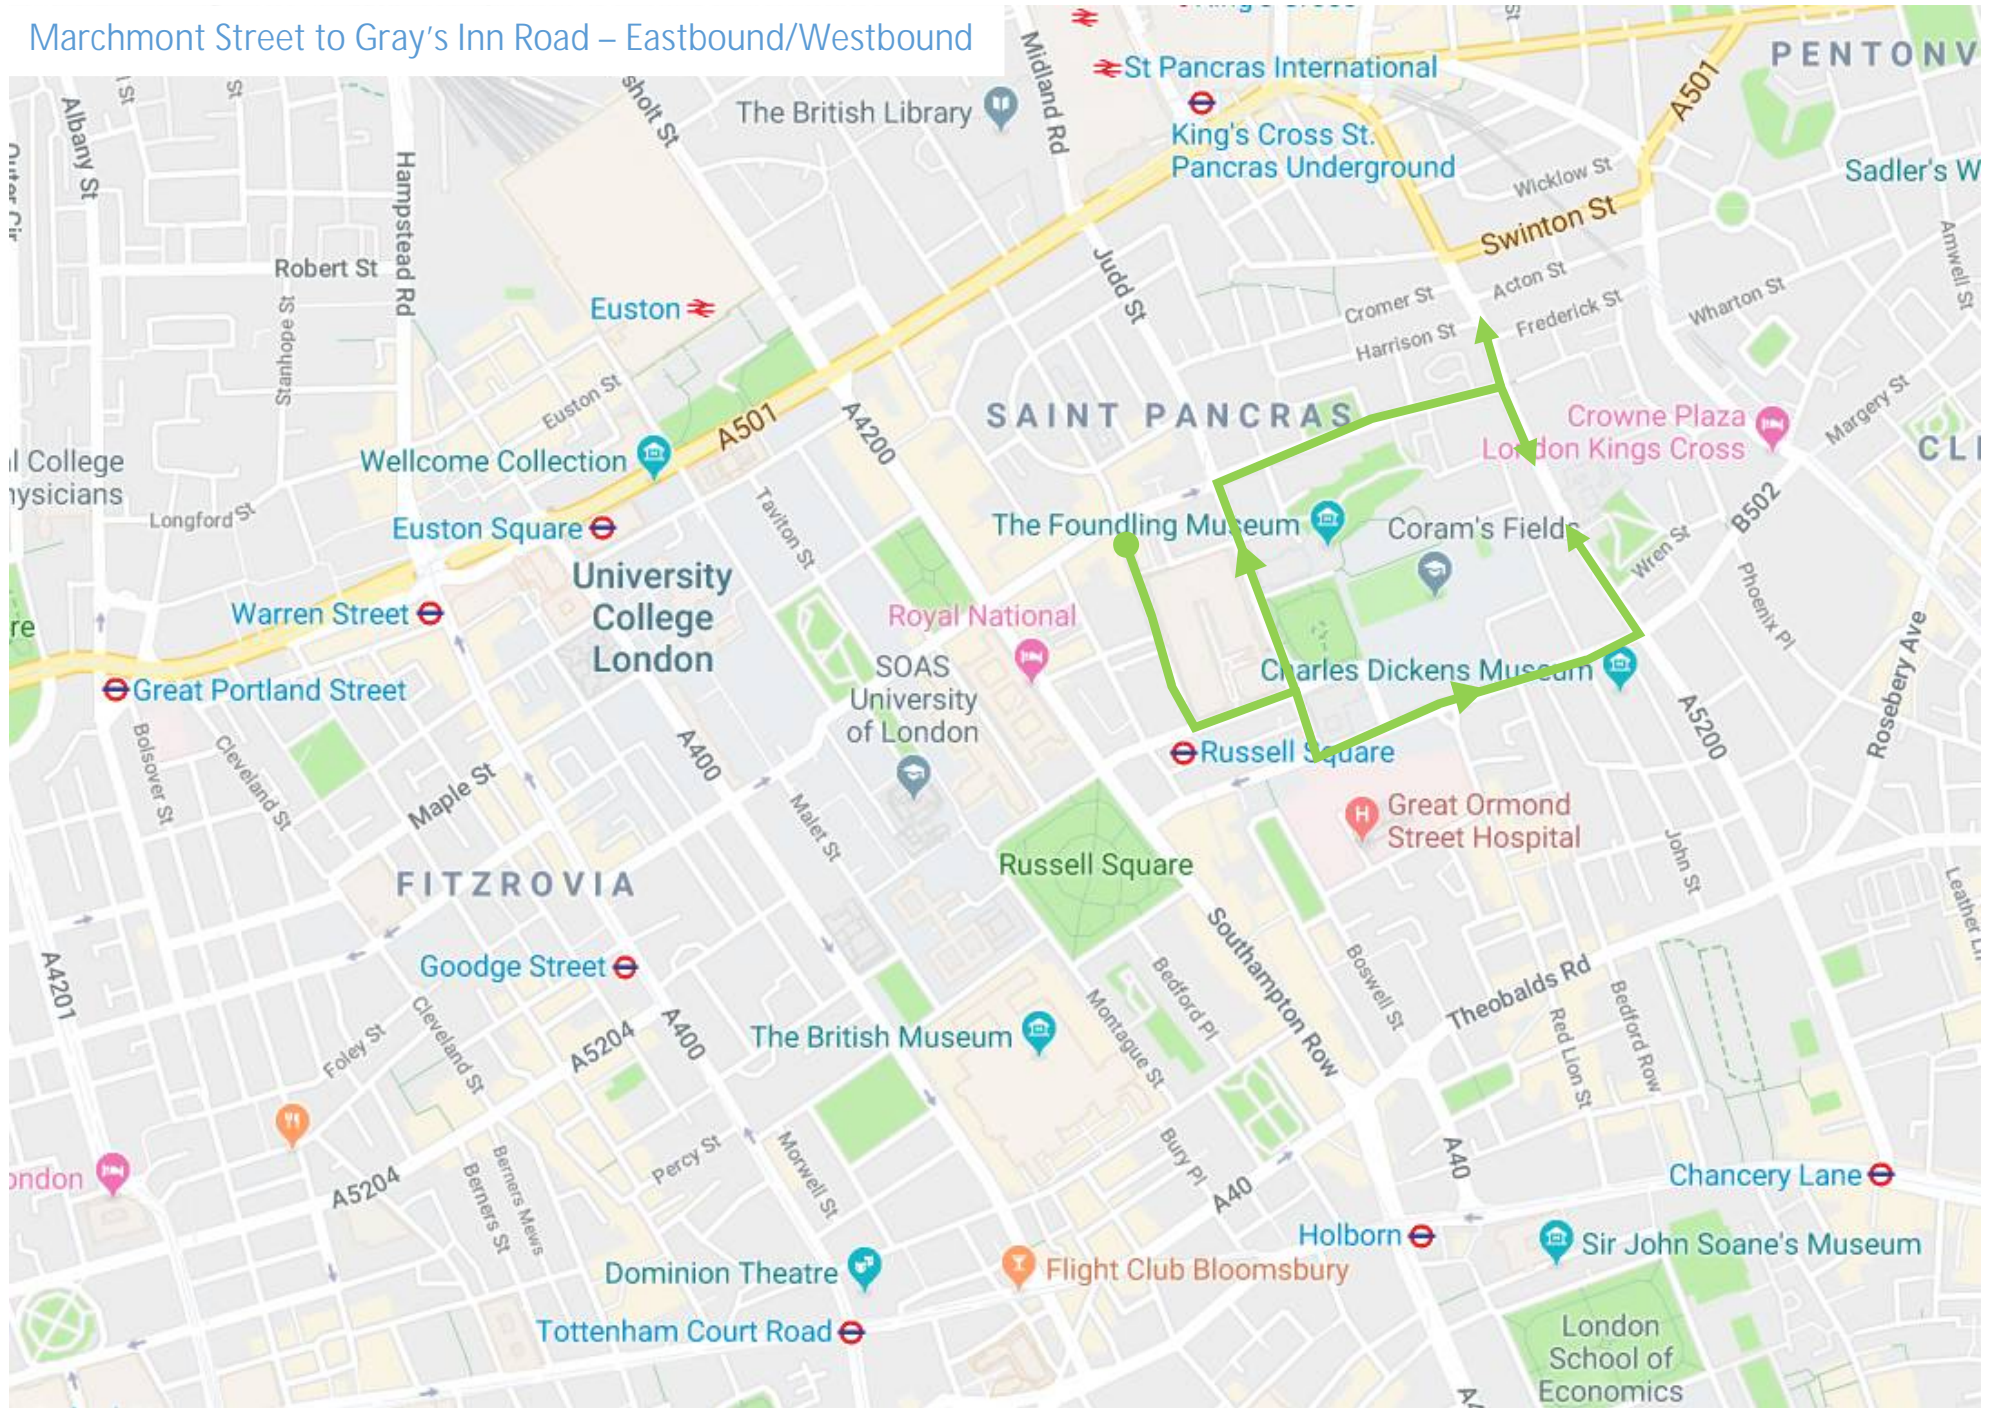 Marchmont Street to Gray's Inn Road – Eastbound/Westbound
PENTONV
St Pancras International
Midland Rd
The British Library
A501
King's Cross St.
Pancras Underground
Albany St
St
St
St
Hampstead Rd
Wicklow St
Sadler's W
Swinton St
Amwell St
Robert St
Judd St
Acton St
Euston
Stanhope St
Cromer St
Frederick St
Wharton St
Harrison St
Euston St
SAINT PANCRAS
A501
A4200
Crowne Plaza
London Kings Cross
Margery St
CLI
l College
Wellcome Collection
hysicians
Longford St
Taviton St
B502
Euston Square
The Foundling Museum
Coram's Fields
Wren St
University
College
London
Phoenix Pl
Warren Street
Royal National
re
SOAS
University
of London
Charles Dickens Museum
Great Portland Street
Rosebery Ave
A5200
Bolsover St
Cleveland St
A400
Russell Square
Maple St
Malet St
Great Ormond
Street Hospital
John St
Russell Square
FITZROVIA
Leather Ln
Southampton Row
A4201
Goodge Street
Bedford Pl
Boswell St
Theobalds Rd
Cleveland St
A400
Montague St
Bedford Row
Red Lion St
Foley St
A5204
The British Museum
Percy St
Morwell St
Bury Pl
A40
A40
ondon
A5204
Berners St
Berners Mews
Chancery Lane
Holborn
Sir John Soane's Museum
Dominion Theatre
Flight Club Bloomsbury
Tottenham Court Road
London
School of
Economics